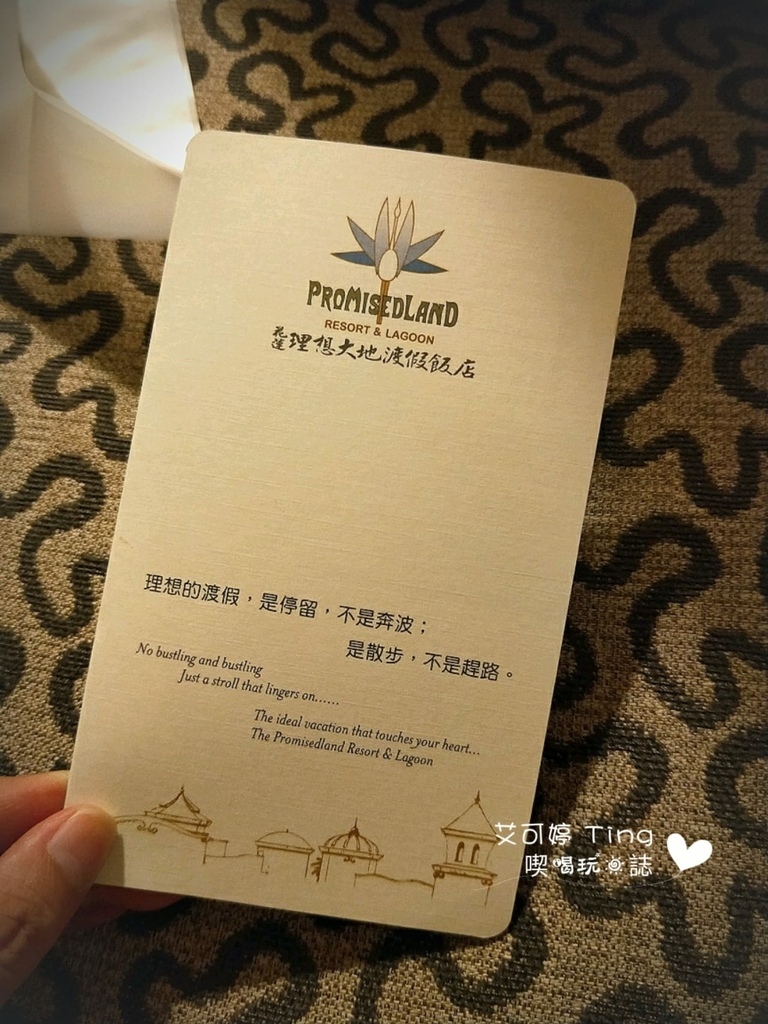 PROMISEDLAND
RESORT & LAGOON
花蓮理想大地渡假飯店
理想的渡假，是停留，不是奔波；
是散步，不是趕路。
No bustling and bustling
Just a stroll that lingers on......
The ideal vacation that touches your heart...
The Promisedland Resort & Lagoon
艾可婷 Ting
喫喝玩樂誌